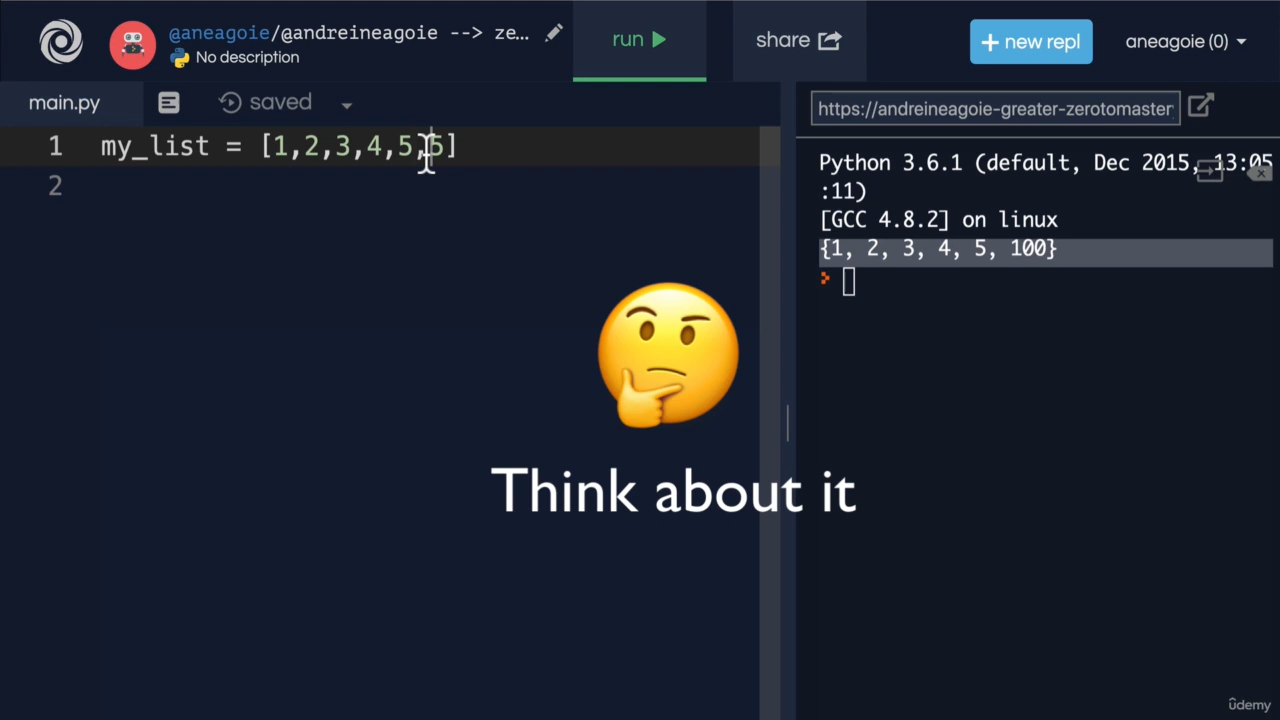 @aneagoie/@andreineagoie --> ze...
No description
run
share
+ new repl
aneagoie (0)
main.py
saved
https://andreineagoie-greater-zerotomaster
1 my_list = [1,2,3,4,5,5]
2
Python 3.6.1 (default, Dec 2015, 13:05
:11)
[GCC 4.8.2] on linux
{1, 2, 3, 4, 5, 100}
Think about it
ûdemy